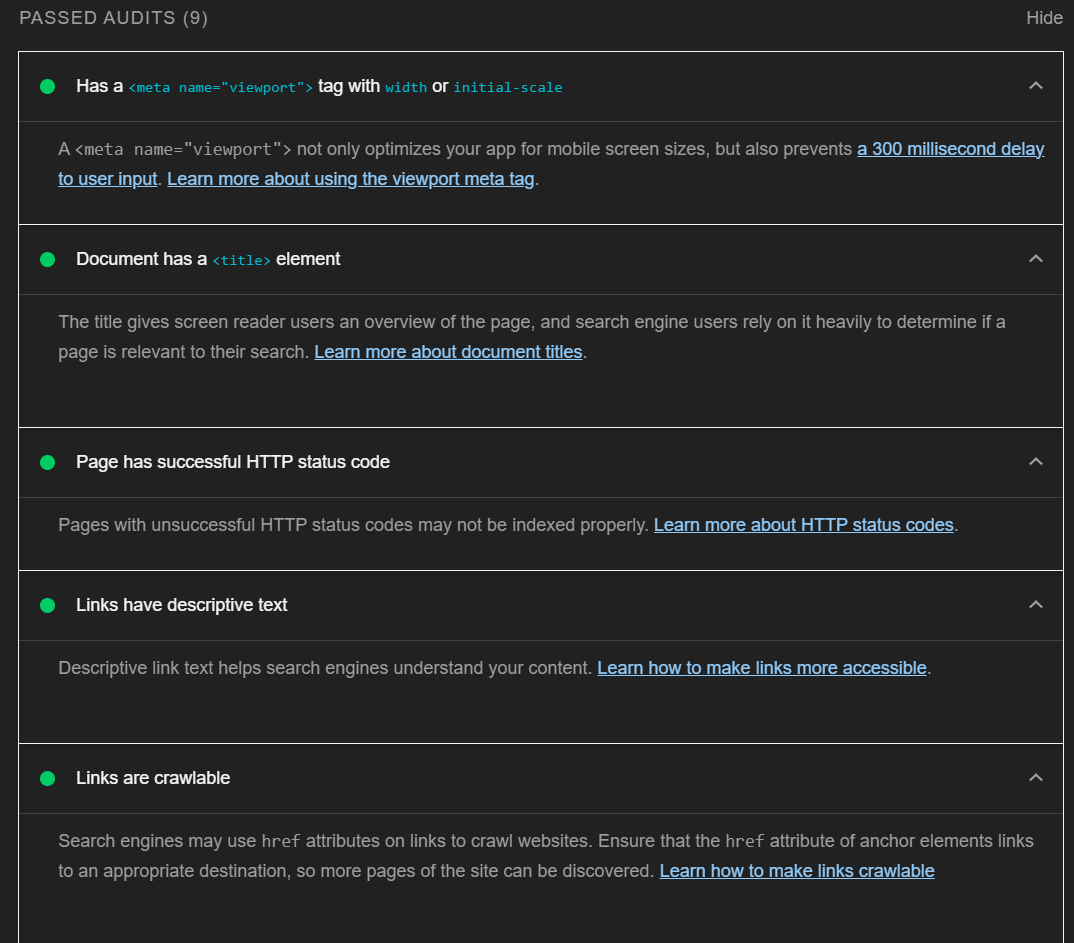 PASSED AUDITS (9)
Hide
Has a <meta name="viewport"> tag with width or initial-scale
A <meta name="viewport"> not only optimizes your app for mobile screen sizes, but also prevents a 300 millisecond delay
to user input. Learn more about using the viewport meta tag.
Document has a <title> element
The title gives screen reader users an overview of the page, and search engine users rely on it heavily to determine if a
page is relevant to their search. Learn more about document titles.
Page has successful HTTP status code
Pages with unsuccessful HTTP status codes may not be indexed properly. Learn more about HTTP status codes.
Links have descriptive text
Descriptive link text helps search engines understand your content. Learn how to make links more accessible.
Links are crawlable
Search engines may use href attributes on links to crawl websites. Ensure that the href attribute of anchor elements links
to an appropriate destination, so more pages of the site can be discovered. Learn how to make links crawlable